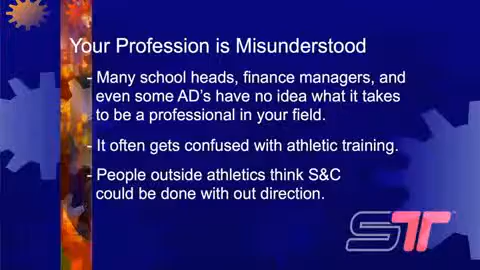 Your Profession is Misunderstood
- Many school heads, finance managers, and
even some AD's have no idea what it takes
to be a professional in your field.
- It often gets confused with athletic training.
- People outside athletics think S&C
could be done with out direction.
STT